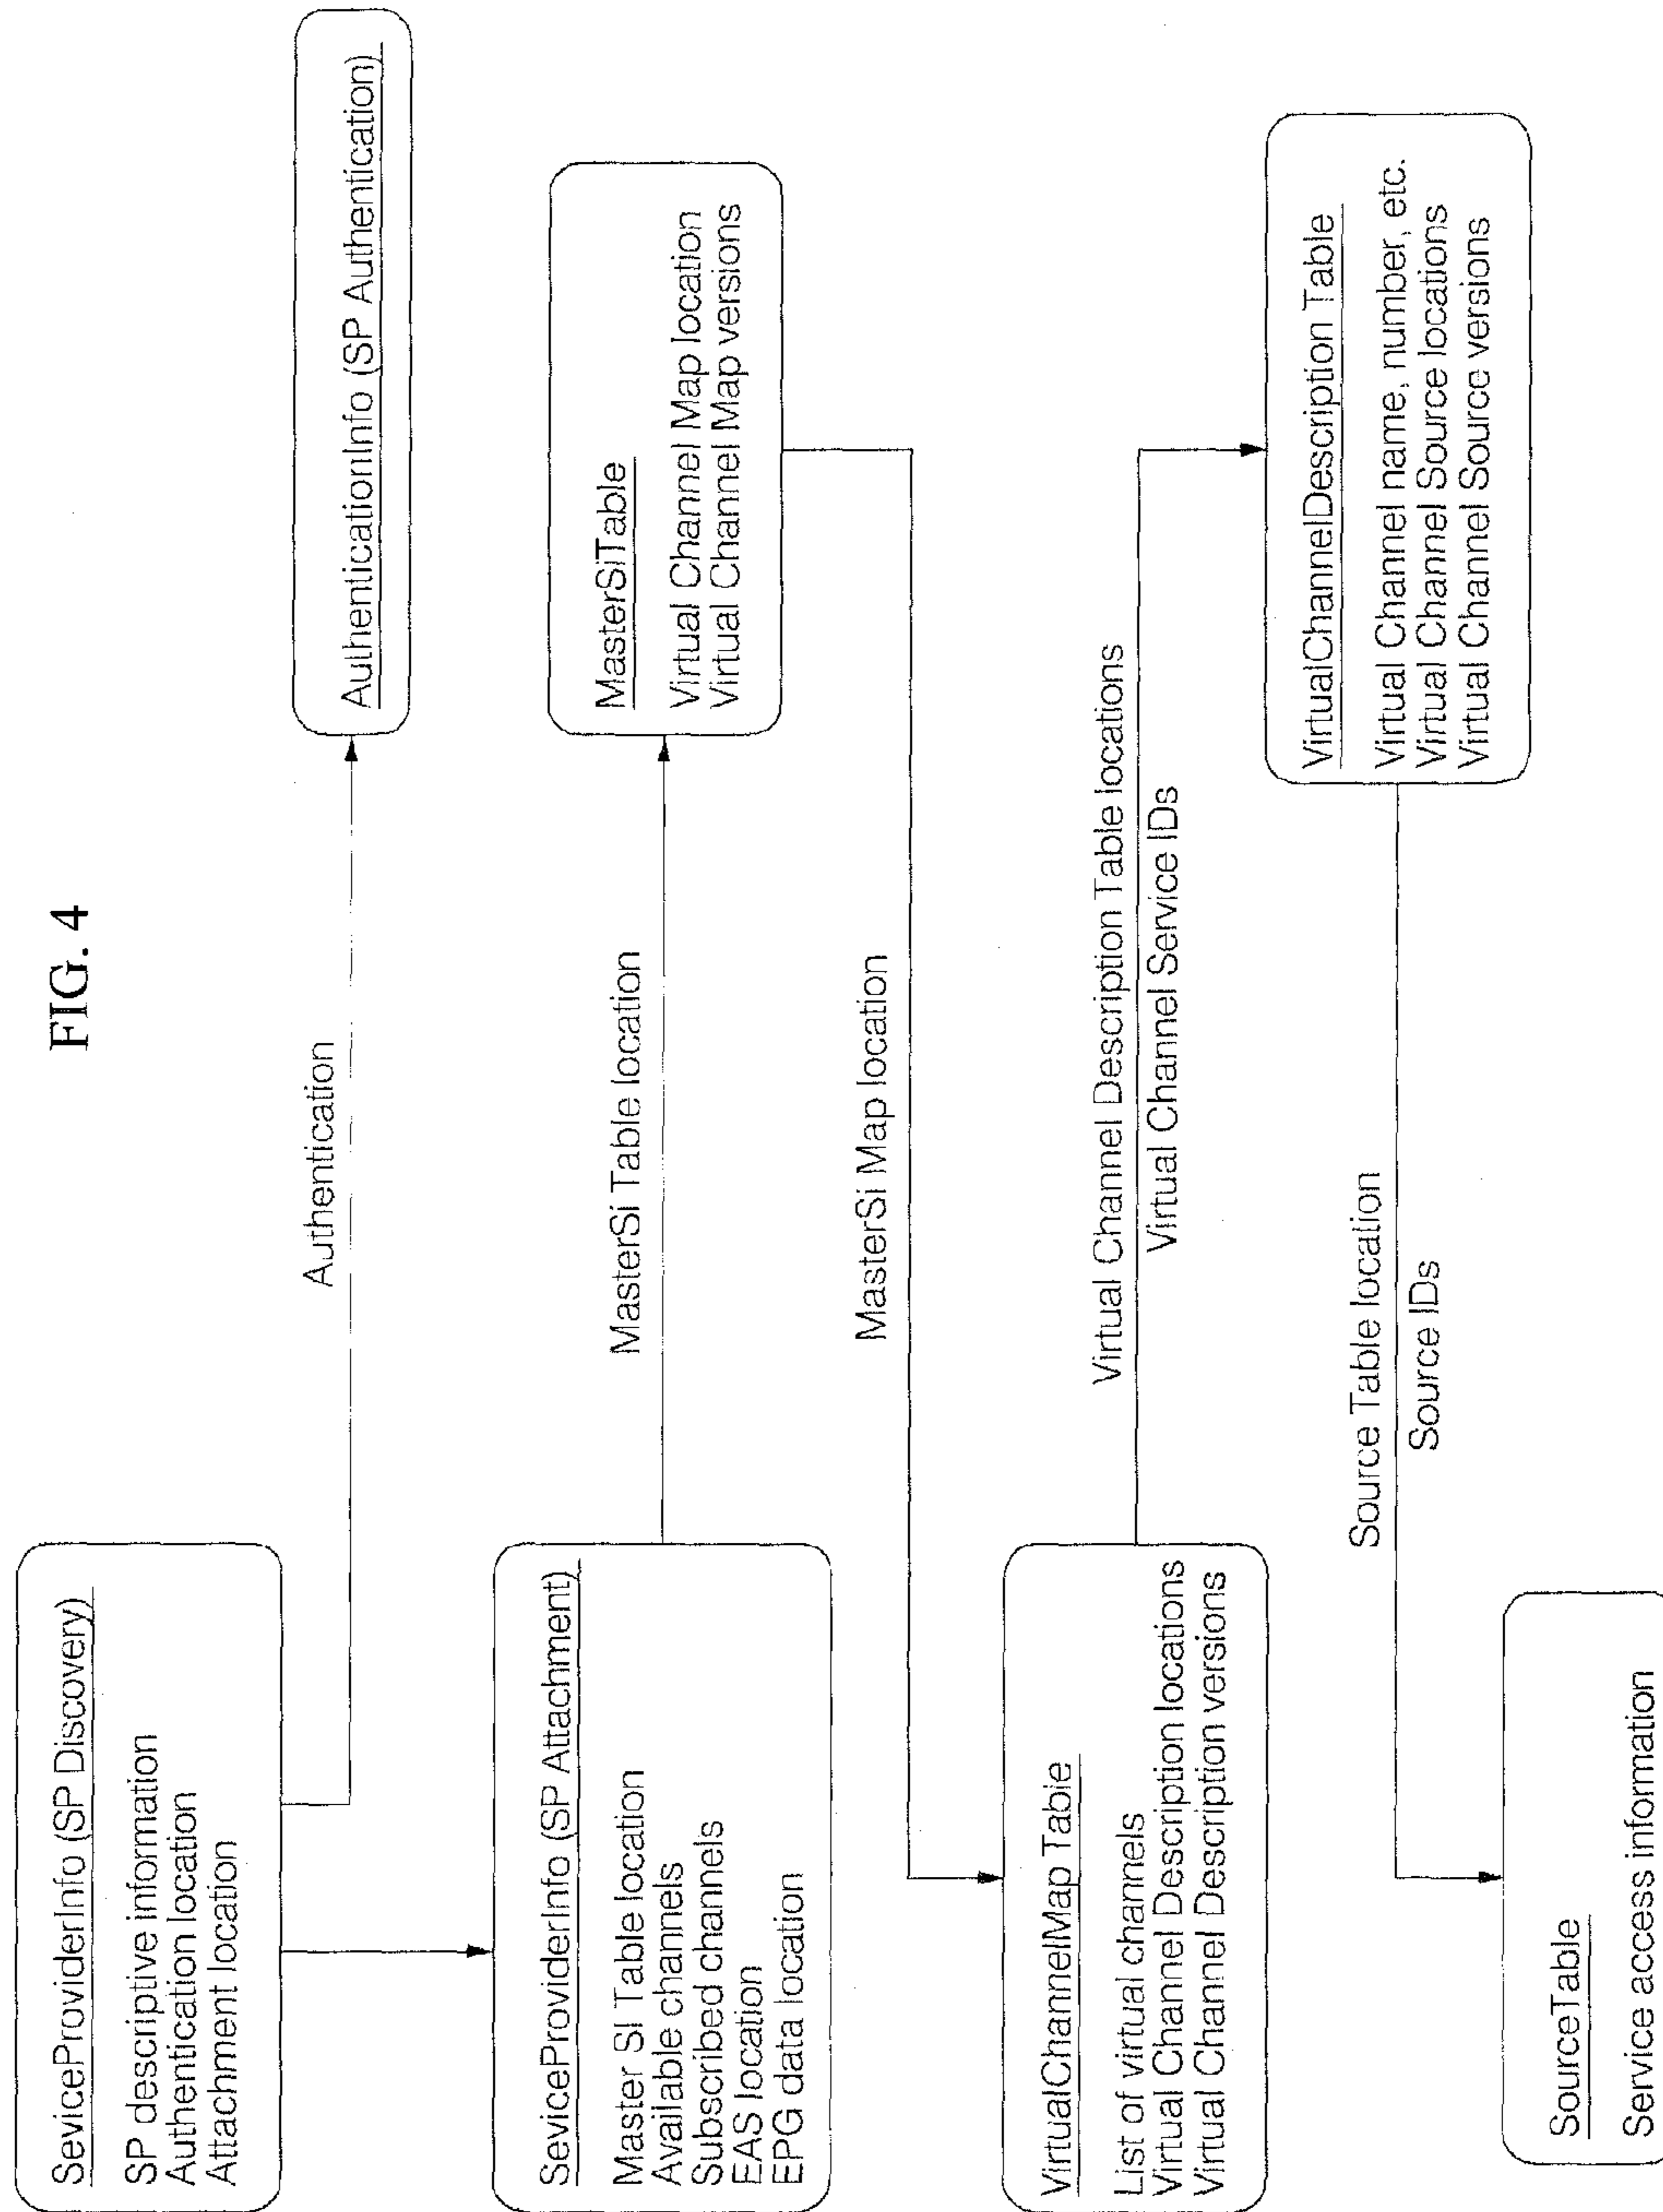 FIG. 4
SeviceProviderInfo (SP Discovery)
SP descriptive information
Authentication location
Attachment location
Authentication
AuthenticationInfo (SP Authentication)
SeviceProviderInfo (SP Attachment)
Master SI Table location
Available channels
Subscribed channels
EAS location
EPG data location
MasterSi Table location
MasterSiTable
Virtual Channel Map location
Virtual Channel Map versions
MasterSi Map location
VirtualChannelMap Table
List of virtual channels
Virtual Channel Description locations
Virtual Channel Description versions
Virtual Channel Description Table locations
Virtual Channel Service IDs
VirtualChannelDescription Table
Virtual Channel name, number, etc.
Virtual Channel Source locations
Virtual Channel Source versions
Source Table location
Source IDs
SourceTable
Service access information